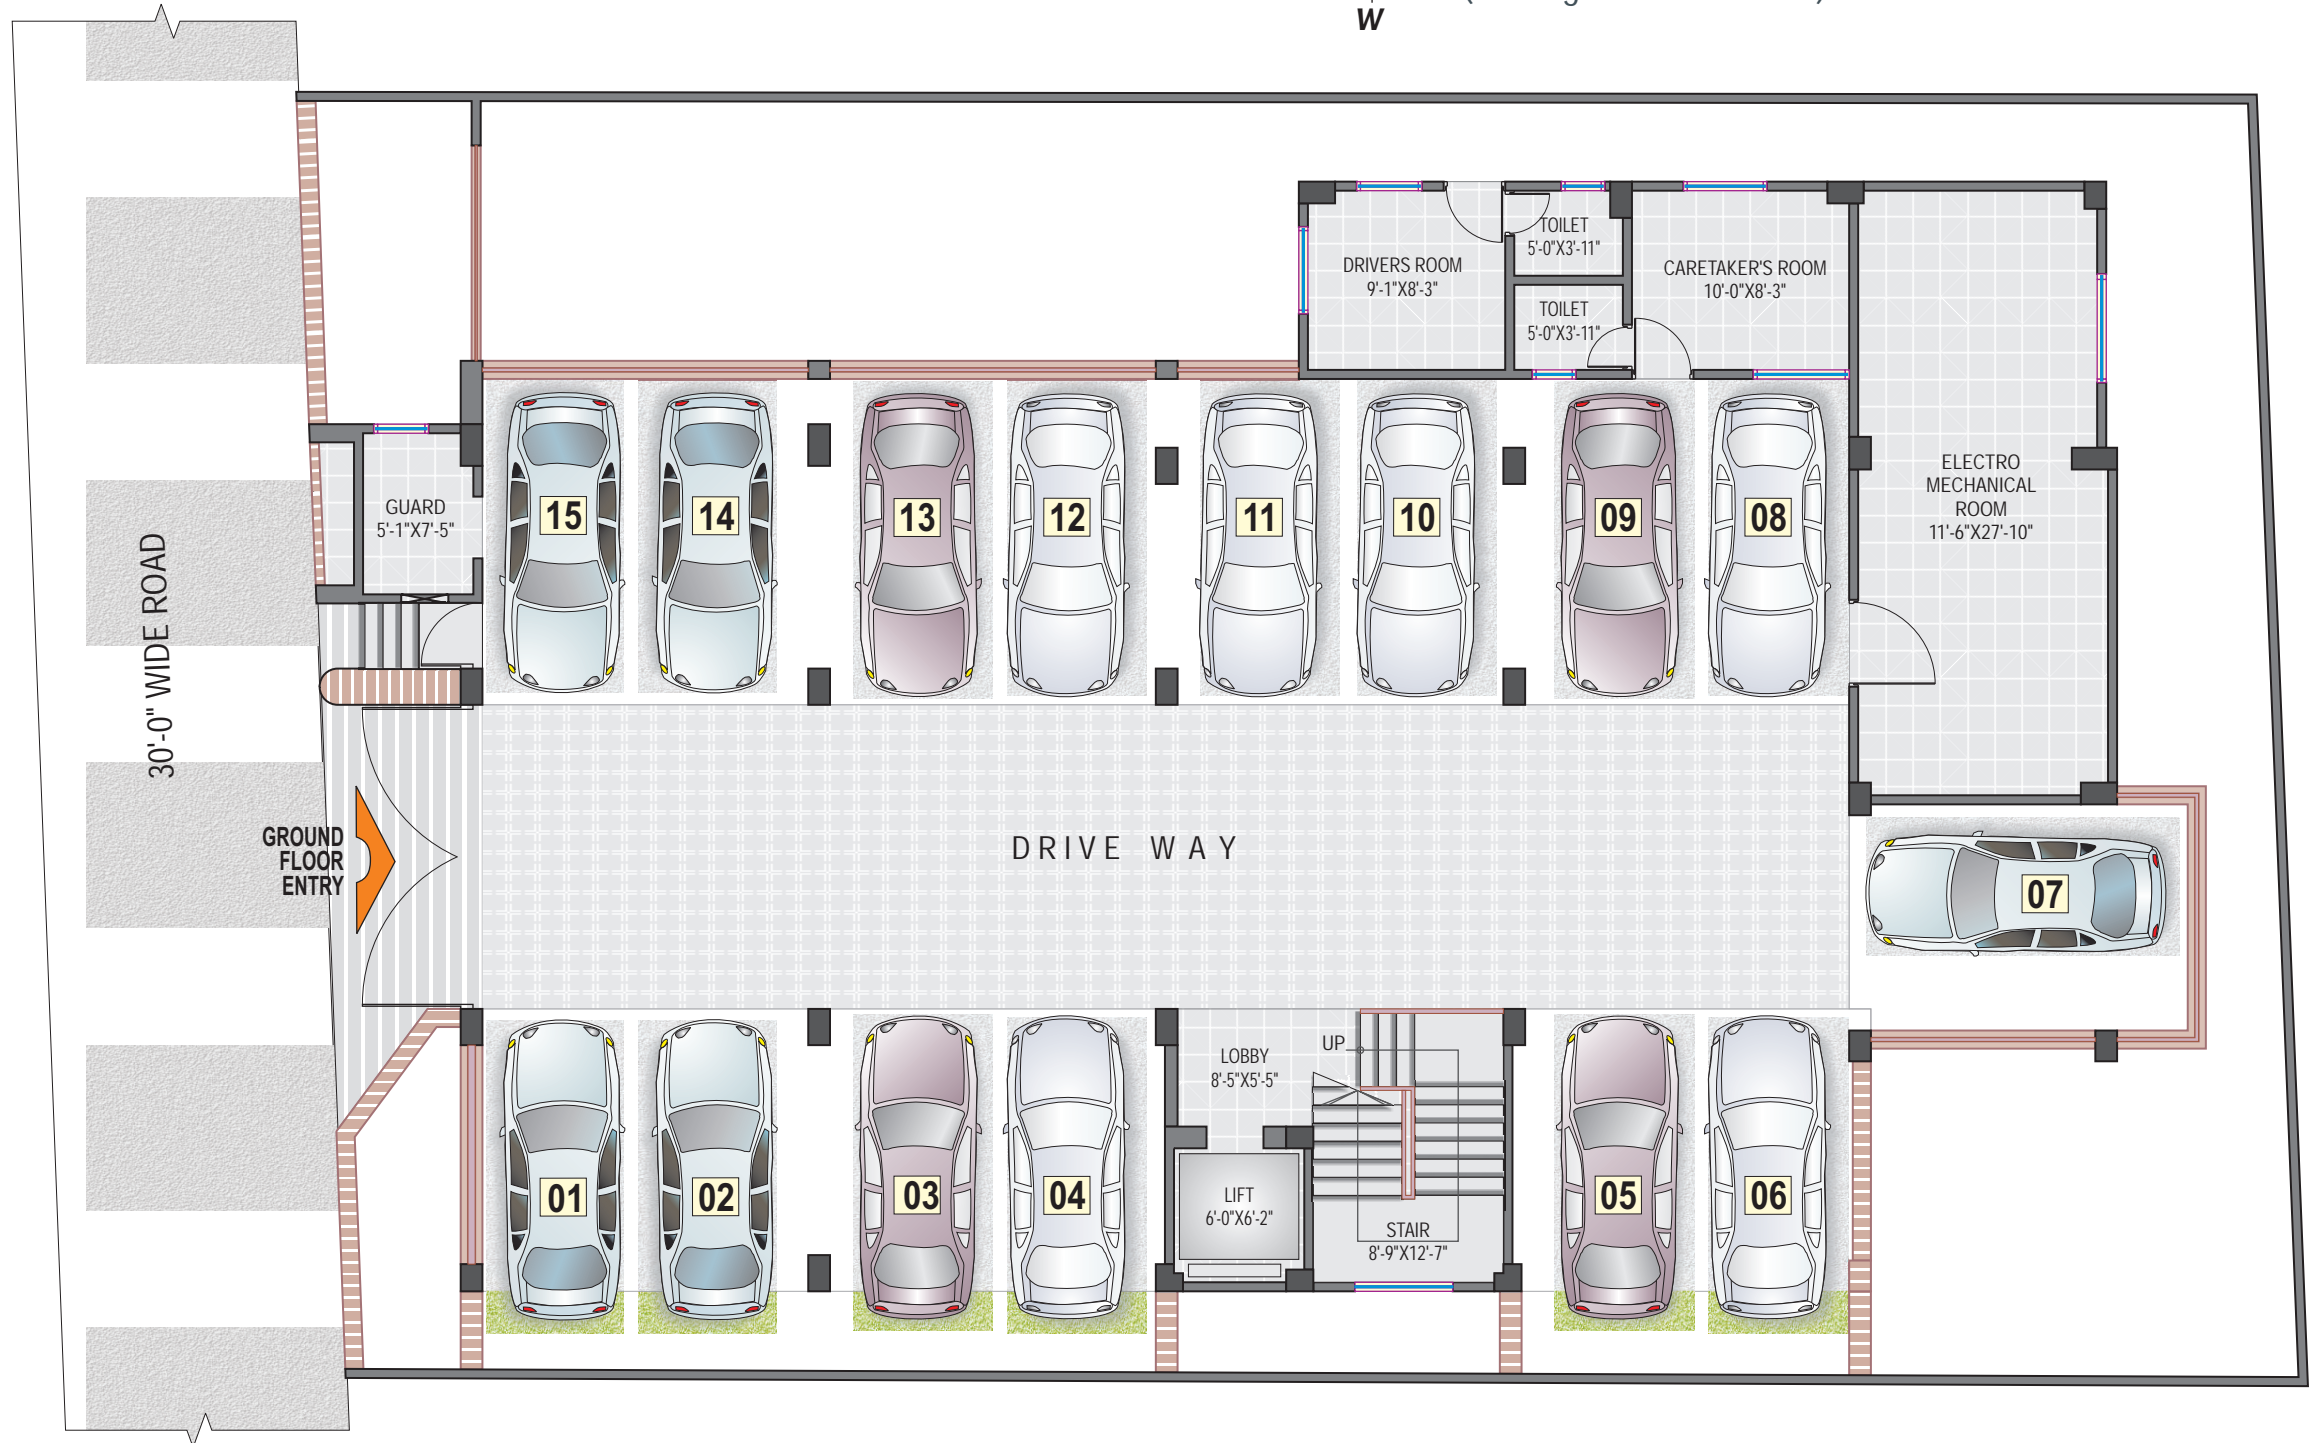 W
TOILET
5'-0"X3'-11"
DRIVERS ROOM
9'-1"X8'-3"
CARETAKER'S ROOM
10'-0"X8'-3"
TOILET
5'-0"X3'-11"
GUARD
5'-1"X7'-5"
15
14
13
12
11
10
09
08
ELECTRO
MECHANICAL
ROOM
11'-6"X27'-10"
30'-0" WIDE ROAD
GROUND
FLOOR
ENTRY
DRIVE WAY
07
LOBBY
8'-5"X5'-5"
UP
01
02
03
04
LIFT
6'-0"X6'-2"
STAIR
8'-9"X12'-7"
05
06